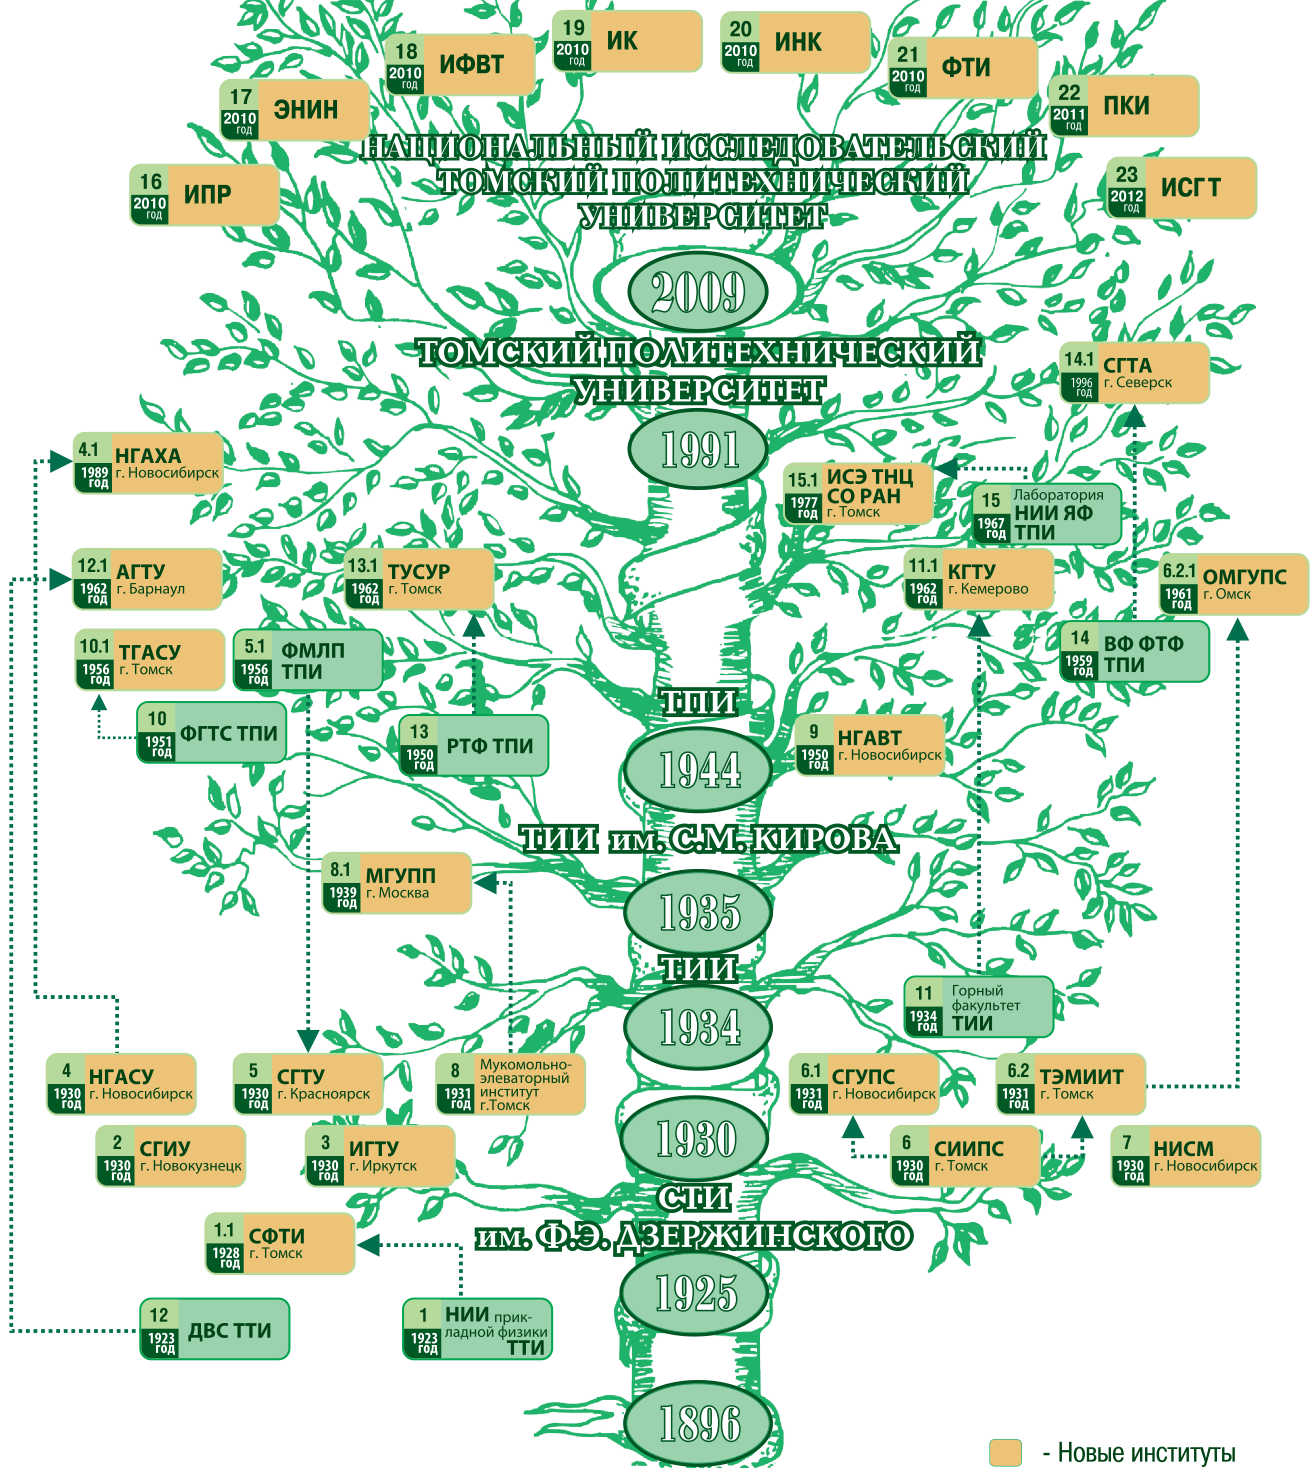 19
2010
год
ИК
20
2010
год
ИНК
18
2010
год
ИФВТ
21
2010
год
ФТИ
17
2010
год
ЭНИН
22
2011
год
ПКИ
НАЦИОНАЛЬНЫЙ ИССЛЕДОВАТЕЛЬСКИЙ
ТОМСКИЙ ПОЛИТЕХНИЧЕСКИЙ
УНИВЕРСИТЕТ
16
2010
год
ИПР
23
2012
год
ИСГТ
2009
ТОМСКИЙ ПОЛИТЕХНИЧЕСКИЙ
УНИВЕРСИТЕТ
14.1
1996
год
СГТА
г. Северск
1991
4.1
1989
год
НГАХА
г. Новосибирск
15.1
1977
год
ИСЭ ТНЦ
СО РАН
г. Томск
15
1967
год
Лаборатория
НИИ ЯФ
ТПИ
12.1
1962
год
АГТУ
г. Барнаул
13.1
1962
год
ТУСУР
г. Томск
11.1
1962
год
КГТУ
г. Кемерово
6.2.1
1961
год
ОМГУПС
г. Омск
10.1
1956
год
ТГАСУ
г. Томск
5.1
1956
год
ФМЛП
ТПИ
14
1959
год
ВФ ФТФ
ТПИ
ТПИ
10
1951
год
ФГТС ТПИ
13
1950
год
РТФ ТПИ
1944
9
1950
год
НГАВТ
г. Новосибирск
ТИИ им. С.М. КИРОВА
8.1
1939
год
МГУПП
г. Москва
1935
ТИИ
11
1934
год
Горный
факультет
ТИИ
1934
4
1930
год
НГАСУ
г. Новосибирск
5
1930
год
СГТУ
г. Красноярск
8
1931
год
Мукомольно-
элеваторный
институт
г.Томск
6.1
1931
год
СГУПС
г. Новосибирск
6.2
1931
год
ТЭМИИТ
г. Томск
1930
2
1930
год
СГИУ
г. Новокузнецк
3
1930
год
ИГТУ
г. Иркутск
6
1930
год
СИИПС
г. Томск
7
1930
год
НИСМ
г. Новосибирск
СТИ
им. Ф.Э. ДЗЕРЖИНСКОГО
1.1
1928
год
СФТИ
г. Томск
1925
12
1923
год
ДВС ТТИ
1
1923
год
НИИ прик-
ладной физики
ТТИ
1896
- Новые институты